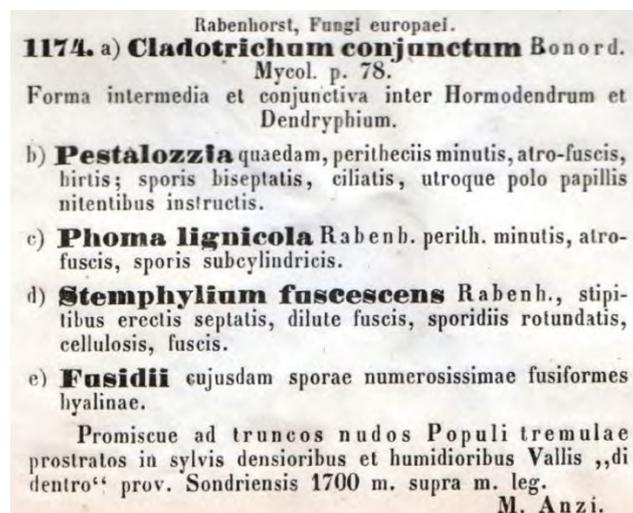 Rabenhorst, Fungi europaei.
1174. a) Cladotrichum conjunctum Bonord.
Mycol. p. 78.
Forma intermedia et conjunctiva inter Hormodendrum et
Dendryphium.
b) Pestalozzia quaedam, peritheciis minutis, atro-fuscis,
hirtis; sporis biseptatis, ciliatis, utroque polo papillis
nitentibus instructis.
c) Phoma lignicola Rabenh. perith. minutis, atro-
fuscis, sporis subcylindricis.
d) Stemphylium fuscescens Rabenh., stipi-
tibus erectis septatis, dilute fuscis, sporidiis rotundatis,
cellulosis, fuscis.
e) Fusidii cujusdam sporae numerosissimae fusiformes
hyalinae.
Promiscue ad truncos nudos Populi tremulae
prostratos in sylvis densioribus et humidioribus Vallis „di
dentro“ prov. Sondriensis 1700 m. supra m. leg.
M. Anzi.